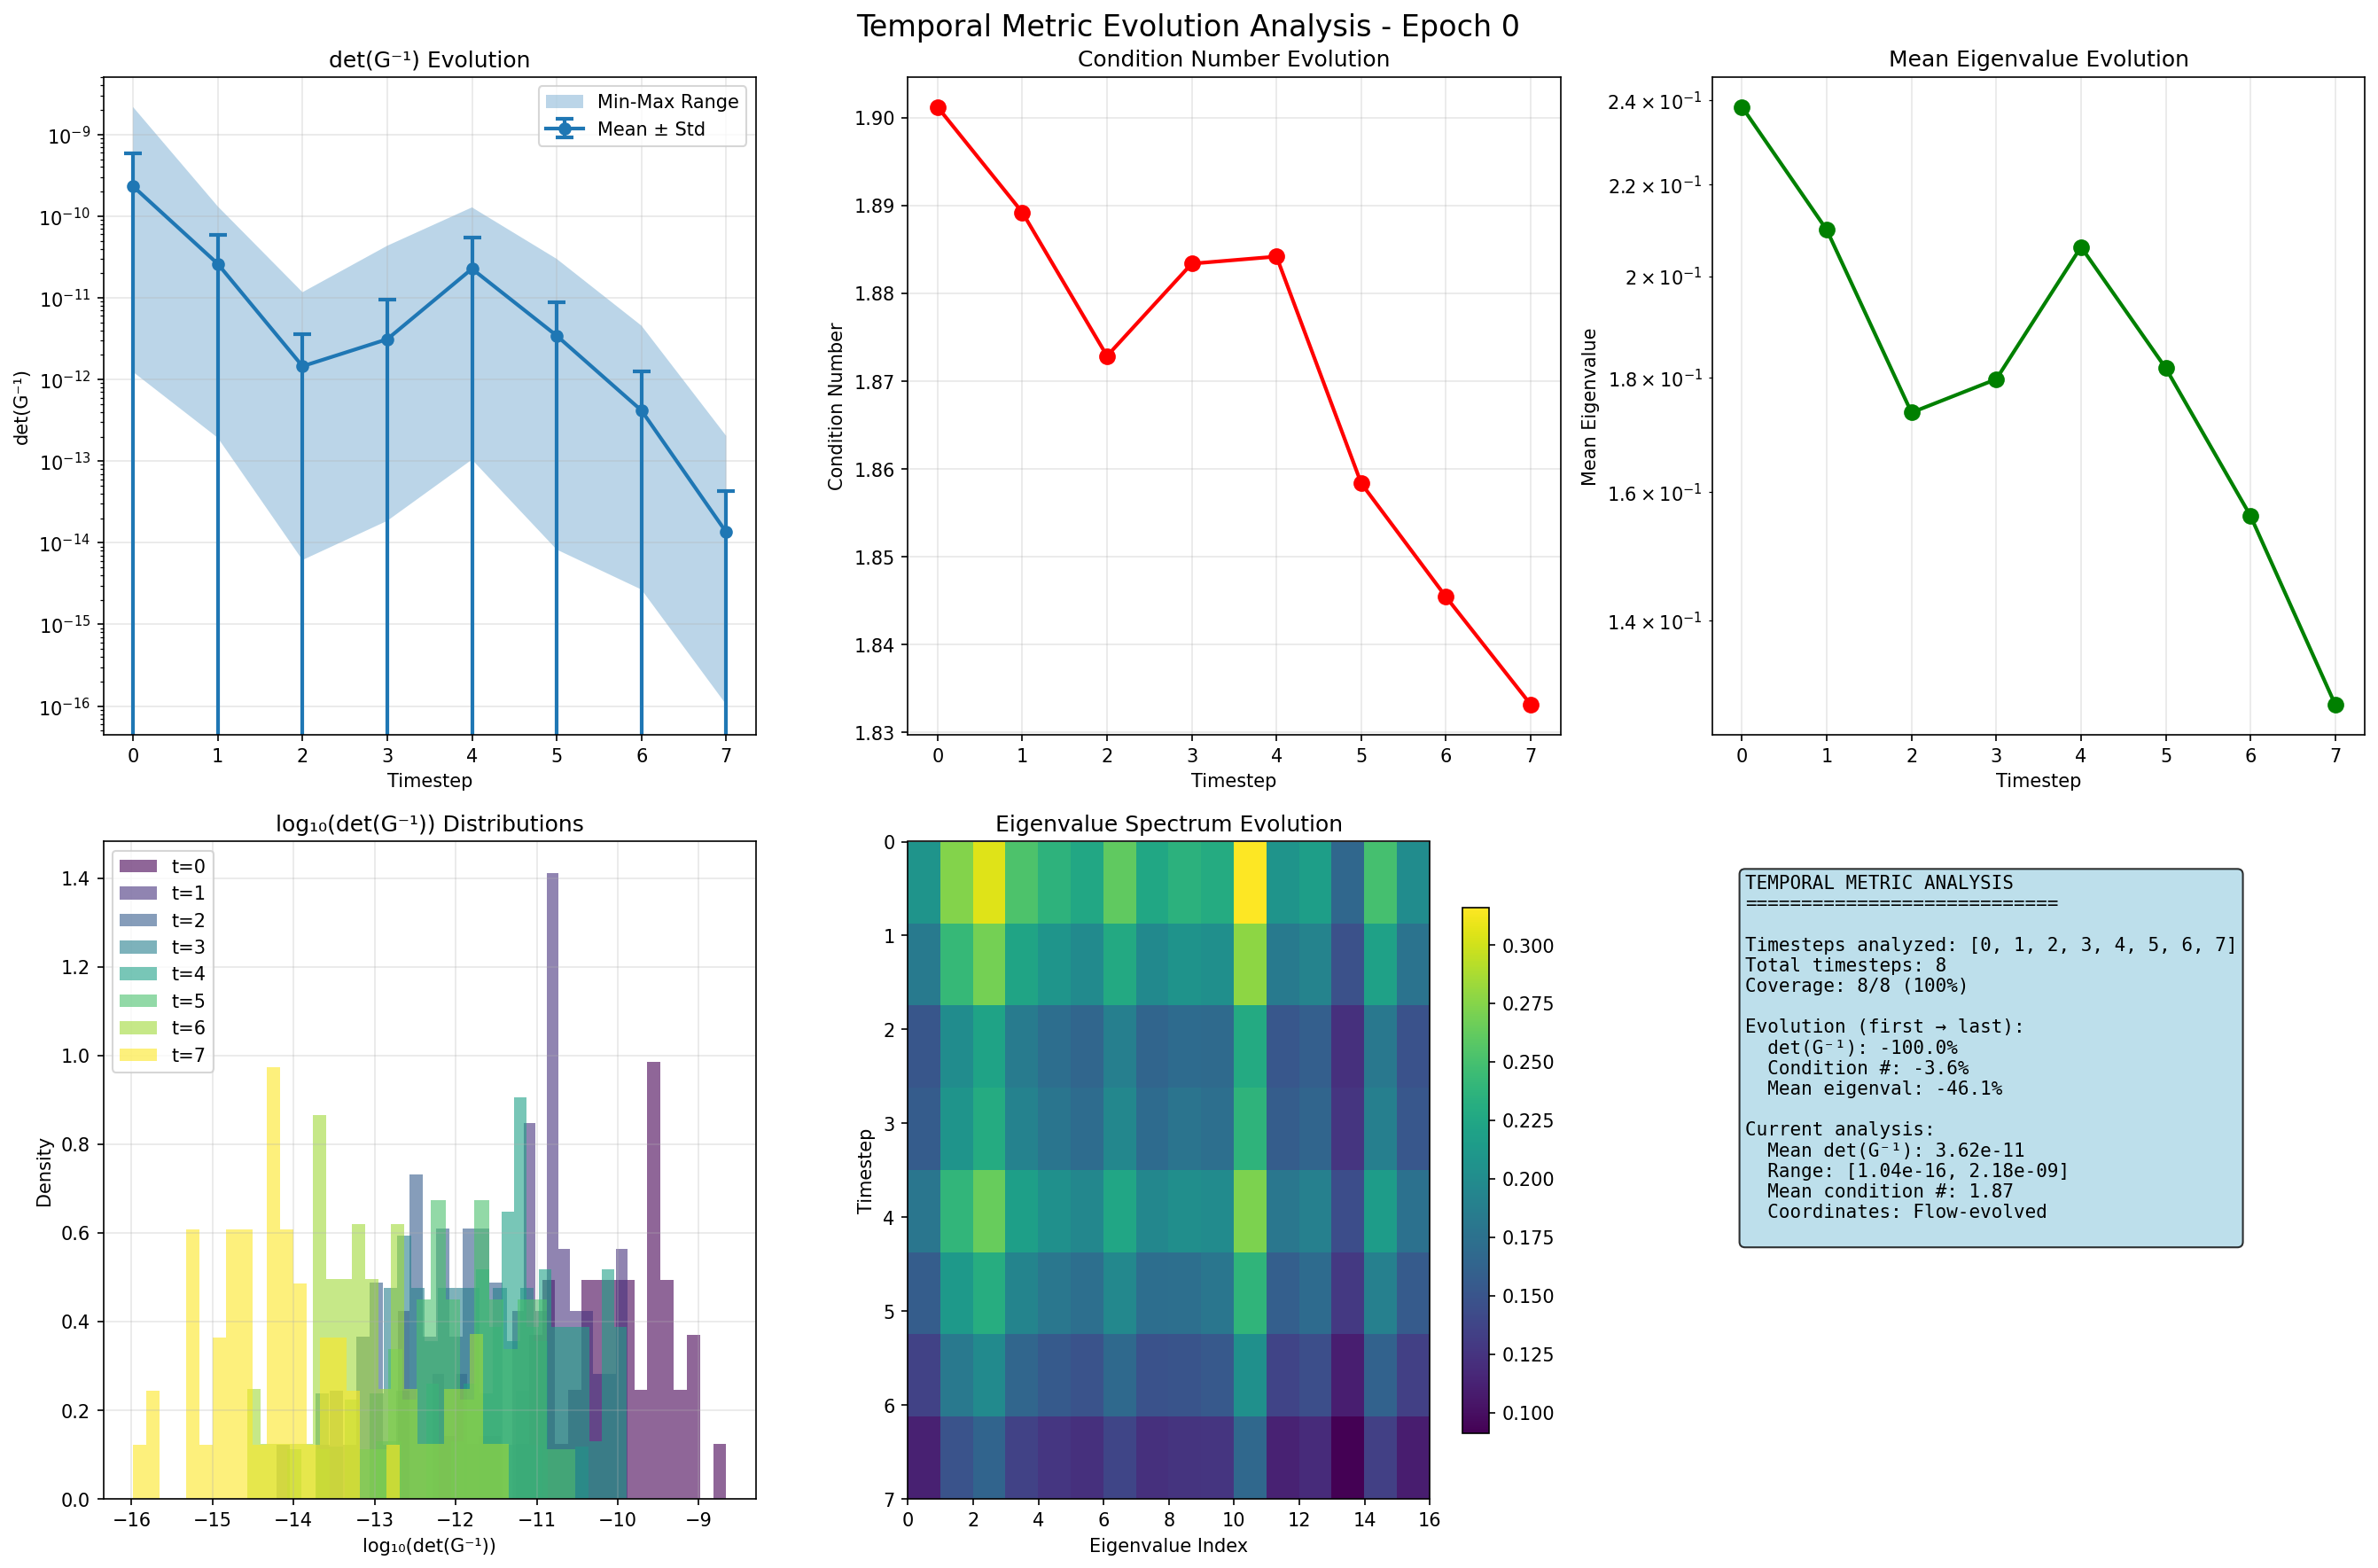 Temporal Metric Evolution Analysis - Epoch 0
det(G⁻¹) Evolution
det(G⁻¹)
10⁻⁹
10⁻¹⁰
10⁻¹¹
10⁻¹²
10⁻¹³
10⁻¹⁴
10⁻¹⁵
10⁻¹⁶
Min-Max Range
Mean ± Std
0 1 2 3 4 5 6 7
Timestep
Condition Number Evolution
Condition Number
1.90
1.89
1.88
1.87
1.86
1.85
1.84
1.83
0 1 2 3 4 5 6 7
Timestep
Mean Eigenvalue Evolution
Mean Eigenvalue
2.4 × 10⁻¹
2.2 × 10⁻¹
2 × 10⁻¹
1.8 × 10⁻¹
1.6 × 10⁻¹
1.4 × 10⁻¹
0 1 2 3 4 5 6 7
Timestep
log₁₀(det(G⁻¹)) Distributions
Density
1.4
1.2
1.0
0.8
0.6
0.4
0.2
0.0
t=0
t=1
t=2
t=3
t=4
t=5
t=6
t=7
−16 −15 −14 −13 −12 −11 −10 −9
log₁₀(det(G⁻¹))
Eigenvalue Spectrum Evolution
Timestep
0
1
2
3
4
5
6
7
0 2 4 6 8 10 12 14 16
Eigenvalue Index
0.300
0.275
0.250
0.225
0.200
0.175
0.150
0.125
0.100
TEMPORAL METRIC ANALYSIS
============================
Timesteps analyzed: [0, 1, 2, 3, 4, 5, 6, 7]
Total timesteps: 8
Coverage: 8/8 (100%)
Evolution (first → last):
det(G⁻¹): -100.0%
Condition #: -3.6%
Mean eigenval: -46.1%
Current analysis:
Mean det(G⁻¹): 3.62e-11
Range: [1.04e-16, 2.18e-09]
Mean condition #: 1.87
Coordinates: Flow-evolved